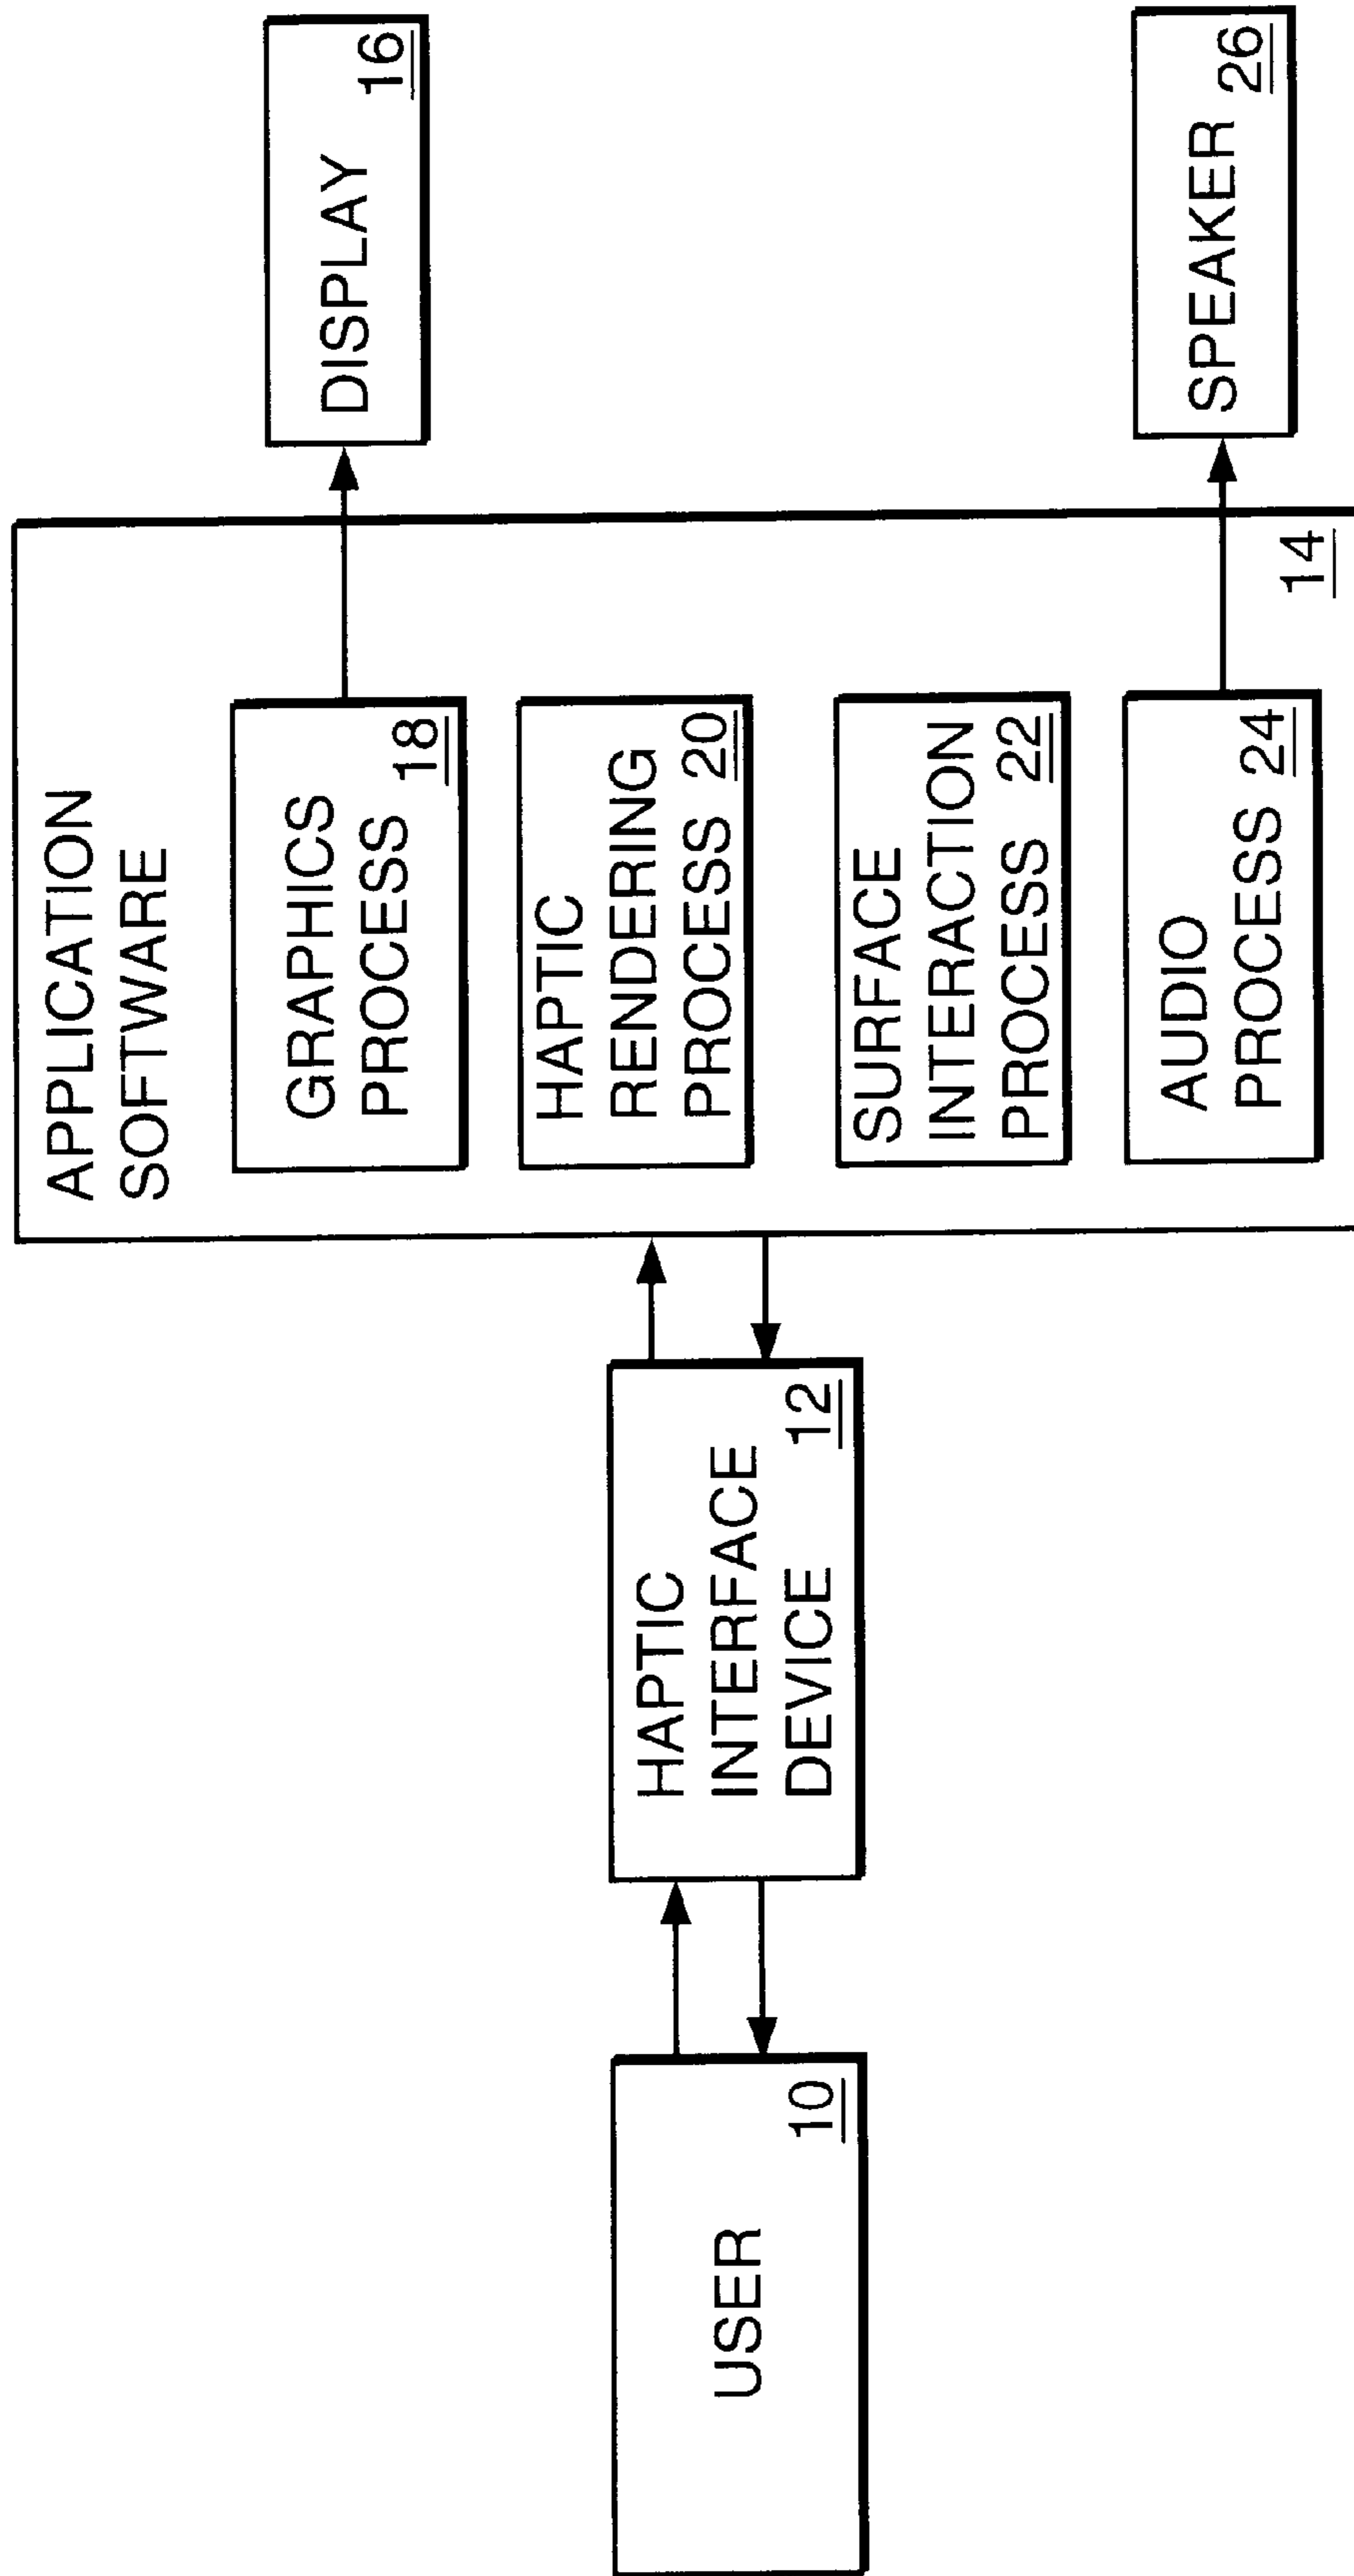 USER
10
HAPTIC
INTERFACE
DEVICE 12
APPLICATION
SOFTWARE
GRAPHICS
PROCESS 18
HAPTIC
RENDERING
PROCESS 20
SURFACE
INTERACTION
PROCESS 22
AUDIO
PROCESS 24
14
DISPLAY
16
SPEAKER 26